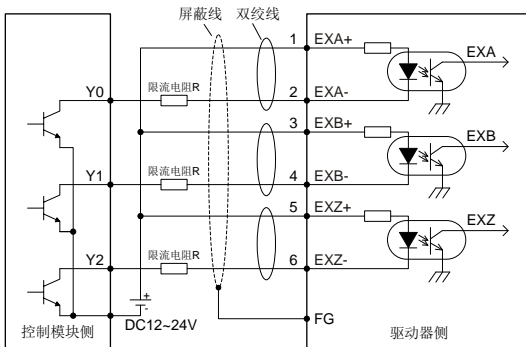 屏蔽线 双绞线
1 EXA+
EXA
Y0 限流电阻R 2 EXA-
3 EXB+
EXB
Y1 限流电阻R 4 EXB-
5 EXZ+
EXZ
Y2 限流电阻R 6 EXZ-
+
-
DC12~24V
FG
控制模块侧
驱动器侧